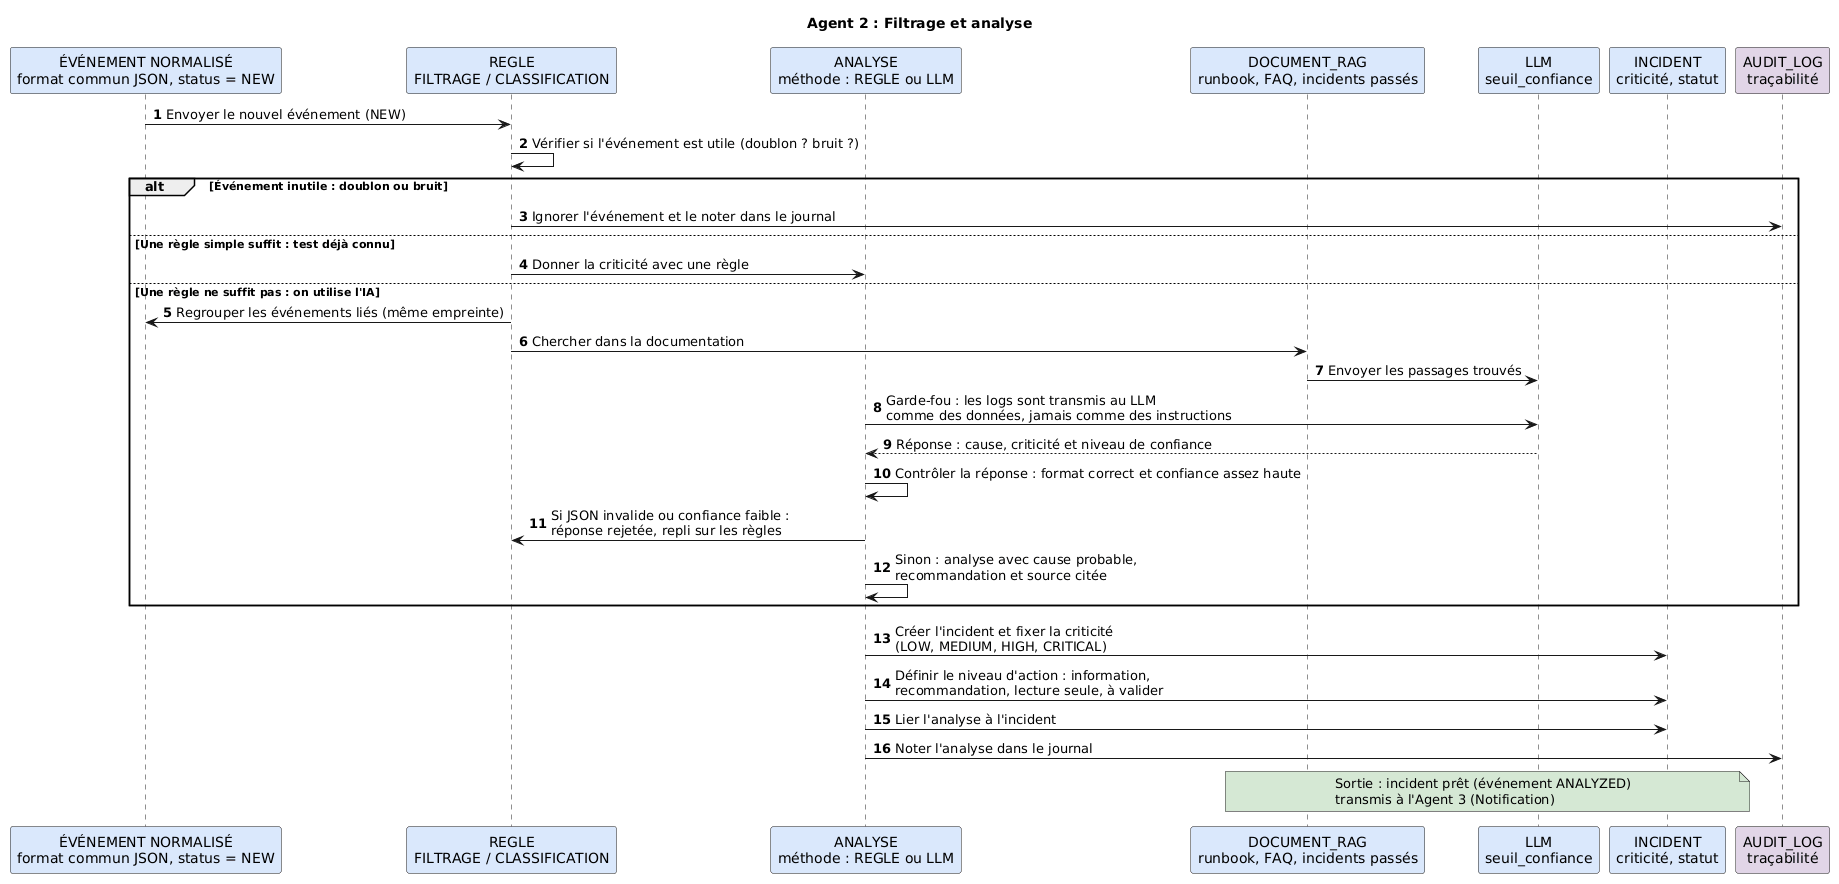 Agent 2 : Filtrage et analyse
ÉVÉNEMENT NORMALISÉ
format commun JSON, status = NEW
REGLE
FILTRAGE / CLASSIFICATION
ANALYSE
méthode : REGLE ou LLM
DOCUMENT_RAG
runbook, FAQ, incidents passés
LLM
seuil_confiance
INCIDENT
criticité, statut
AUDIT_LOG
traçabilité
1 Envoyer le nouvel événement (NEW)
2 Vérifier si l'événement est utile (doublon ? bruit ?)
alt [Événement inutile : doublon ou bruit]
3 Ignorer l'événement et le noter dans le journal
[Une règle simple suffit : test déjà connu]
4 Donner la criticité avec une règle
[Une règle ne suffit pas : on utilise l'IA]
5 Regrouper les événements liés (même empreinte)
6 Chercher dans la documentation
7 Envoyer les passages trouvés
8 Garde-fou : les logs sont transmis au LLM
comme des données, jamais comme des instructions
9 Réponse : cause, criticité et niveau de confiance
10 Contrôler la réponse : format correct et confiance assez haute
11 Si JSON invalide ou confiance faible :
réponse rejetée, repli sur les règles
12 Sinon : analyse avec cause probable,
recommandation et source citée
13 Créer l'incident et fixer la criticité
(LOW, MEDIUM, HIGH, CRITICAL)
14 Définir le niveau d'action : information,
recommandation, lecture seule, à valider
15 Lier l'analyse à l'incident
16 Noter l'analyse dans le journal
Sortie : incident prêt (événement ANALYZED)
transmis à l'Agent 3 (Notification)
ÉVÉNEMENT NORMALISÉ
format commun JSON, status = NEW
REGLE
FILTRAGE / CLASSIFICATION
ANALYSE
méthode : REGLE ou LLM
DOCUMENT_RAG
runbook, FAQ, incidents passés
LLM
seuil_confiance
INCIDENT
criticité, statut
AUDIT_LOG
traçabilité